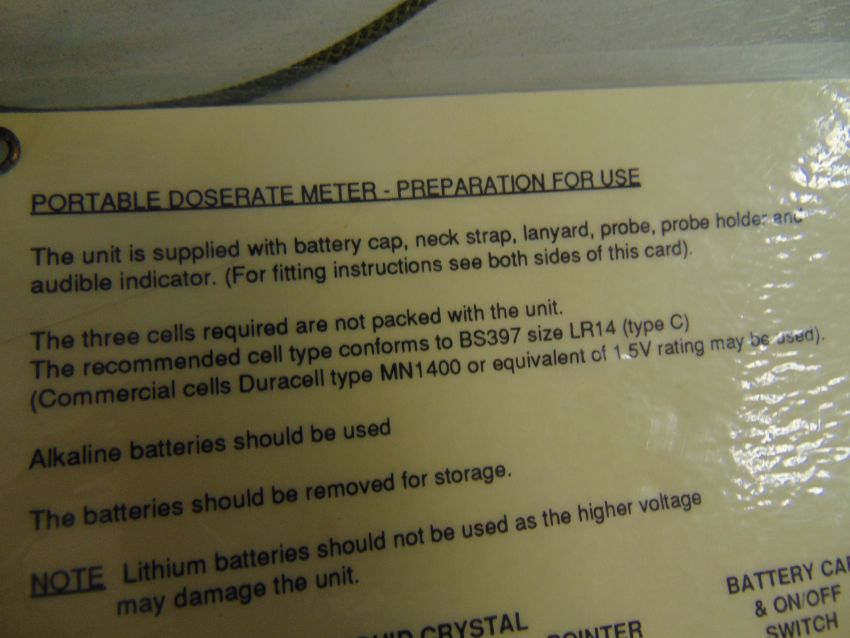 PORTABLE DOSERATE METER - PREPARATION FOR USE
The unit is supplied with battery cap, neck strap, lanyard, probe, probe holder and
audible indicator. (For fitting instructions see both sides of this card).
The three cells required are not packed with the unit.
The recommended cell type conforms to BS397 size LR14 (type C)
(Commercial cells Duracell type MN1400 or equivalent of 1.5V rating may be used).
Alkaline batteries should be used
The batteries should be removed for storage.
NOTE Lithium batteries should not be used as the higher voltage
may damage the unit.
CRYSTAL
POINTER
BATTERY
& ON/OFF
SWITCH